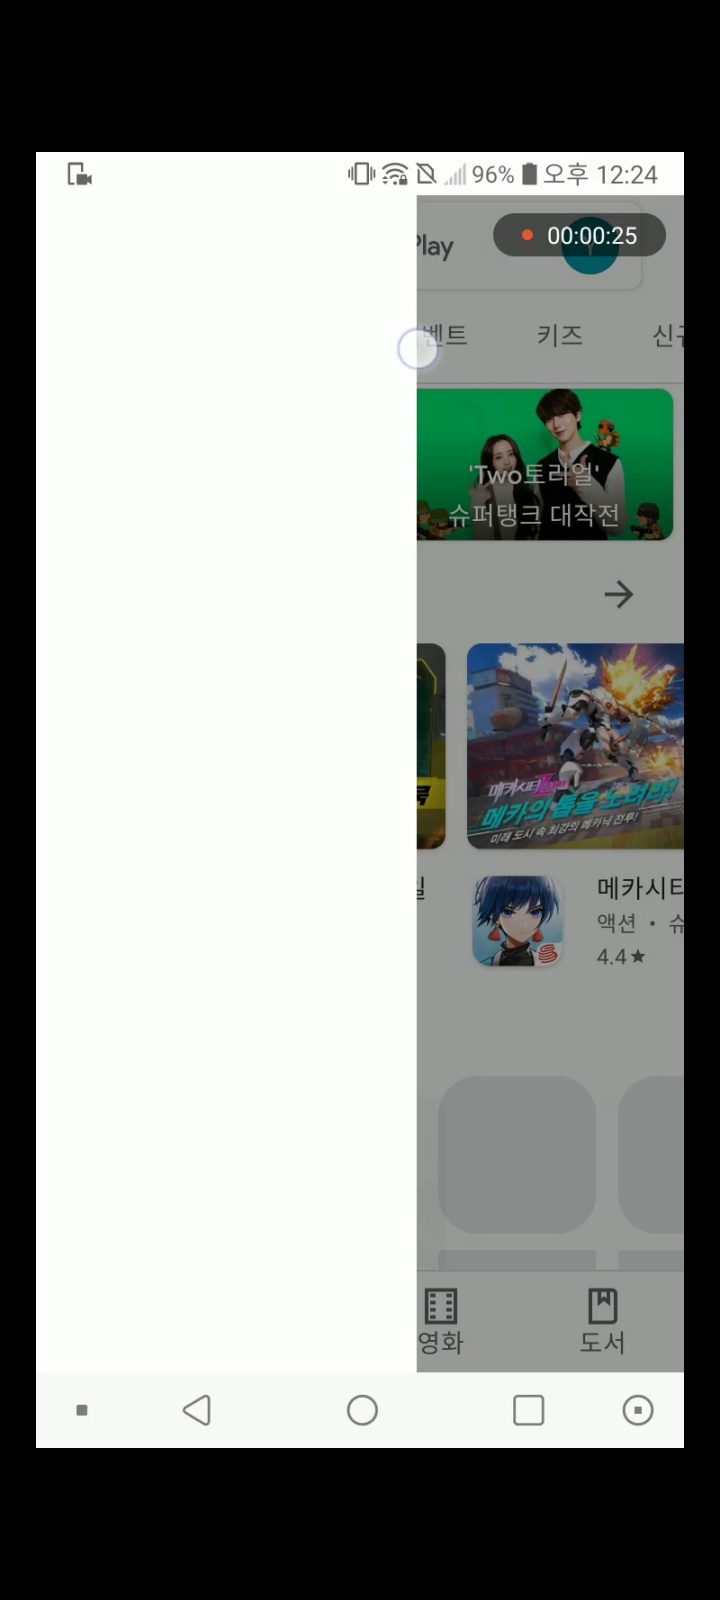 96% 오후 12:24
00:00:25
Play
벤트 키즈 신규
'Two토리얼'
슈퍼탱크 대작전
메카시티
메카의 톱을 노려라!
미래 도시 속 최강의 메카닉 전투!
메카시티
액션 • 슈
4.4★
영화 도서